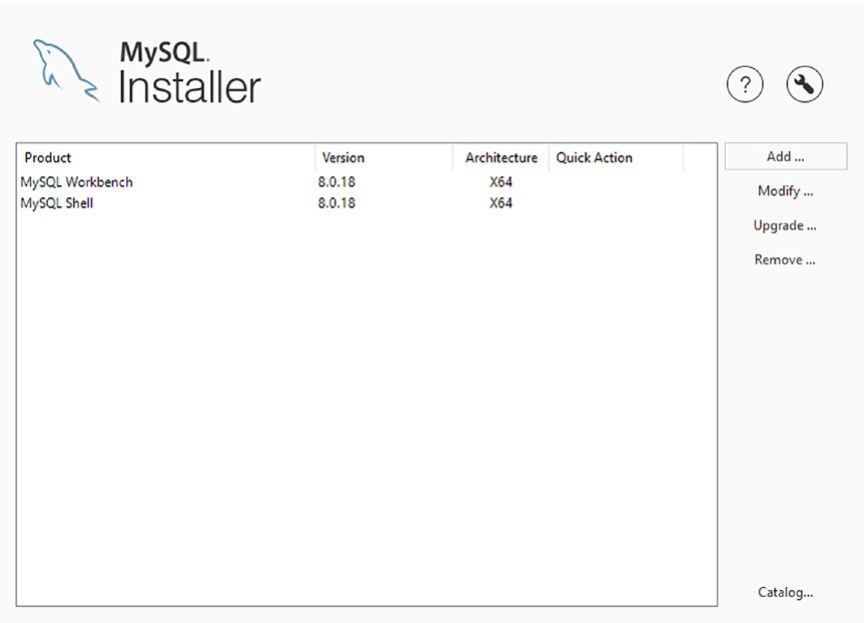 MySQL.
Installer
?
Product Version Architecture Quick Action
MySQL Workbench 8.0.18 X64
MySQL Shell 8.0.18 X64
Add ...
Modify ...
Upgrade ...
Remove ...
Catalog...